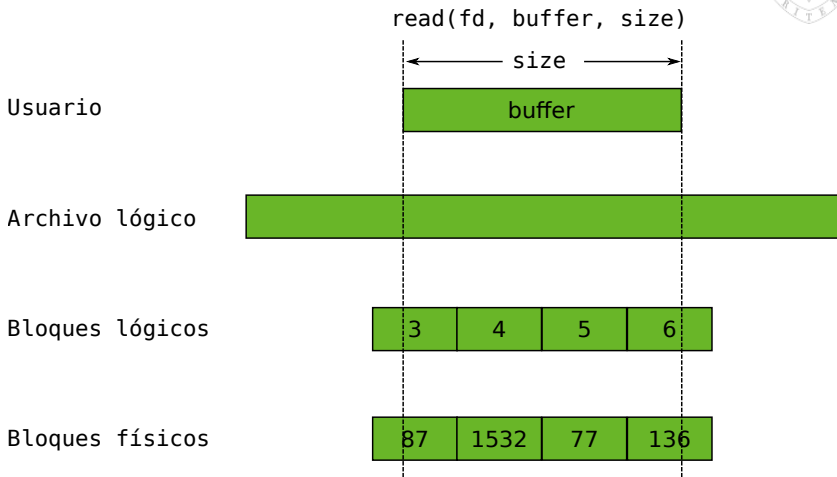 read(fd, buffer, size)
size
Usuario
buffer
Archivo lógico
Bloques lógicos
3 4 5 6
Bloques físicos
87 1532 77 136